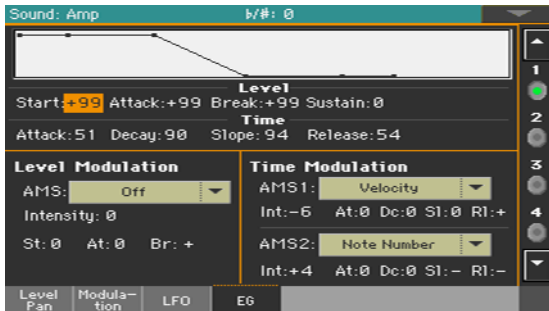 Sound: Amp b/#: 0
Level
Start:+99 Attack:+99 Break:+99 Sustain:0
Time
Attack:51 Decay:90 Slope:94 Release:54
Level Modulation
AMS: Off
Intensity: 0
St:0 At:0 Br: +
Time Modulation
AMS1: Velocity
Int:-6 At:0 Dc:0 Sl:0 Rl:+
AMS2: Note Number
Int:+4 At:0 Dc:0 Sl:- Rl:-
1
2
3
4
Level Pan
Modula-
tion
LFO
EG